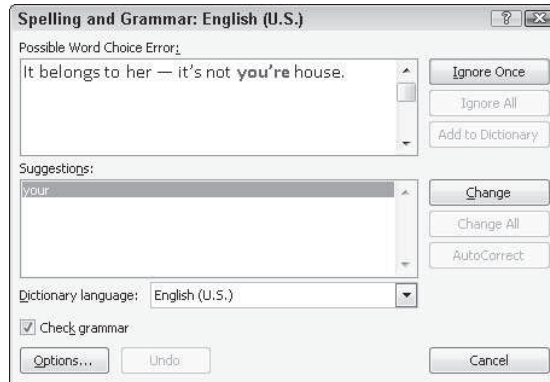 Spelling and Grammar: English (U.S.)
Possible Word Choice Error:
It belongs to her — it's not you're house.
Ignore Once
Ignore All
Add to Dictionary
Suggestions:
your
Change
Change All
AutoCorrect
Dictionary language: English (U.S.)
Check grammar
Options... Undo Cancel